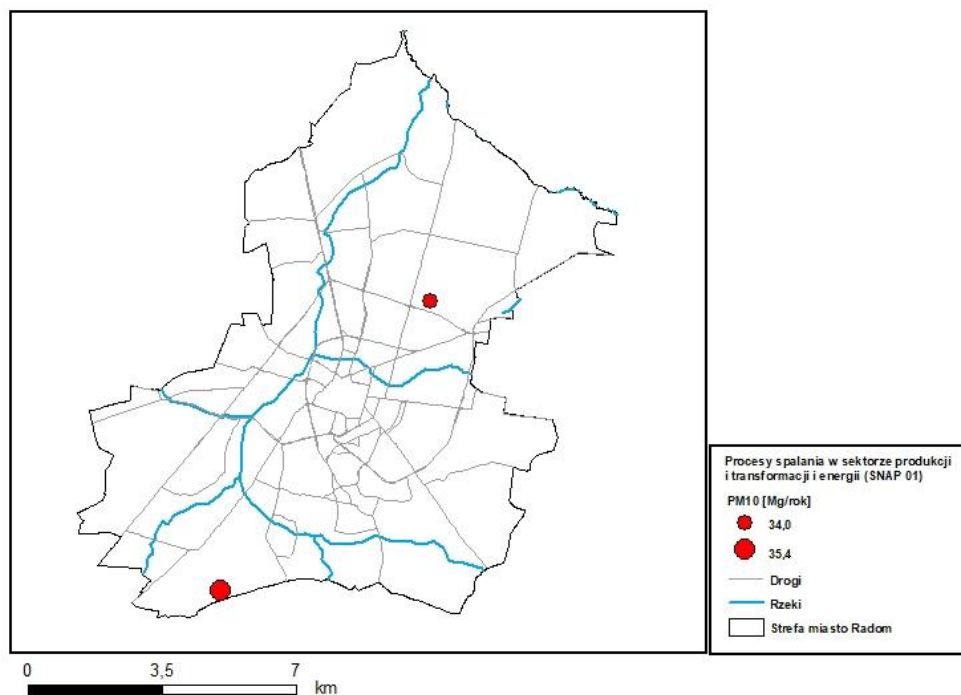 Procesy spalania w sektorze produkcji
i transformacji i energii (SNAP 01)
PM10 [Mg/rok]
34,0
35,4
Drogi
Rzeki
Strefa miasto Radom
0 3,5 7
km